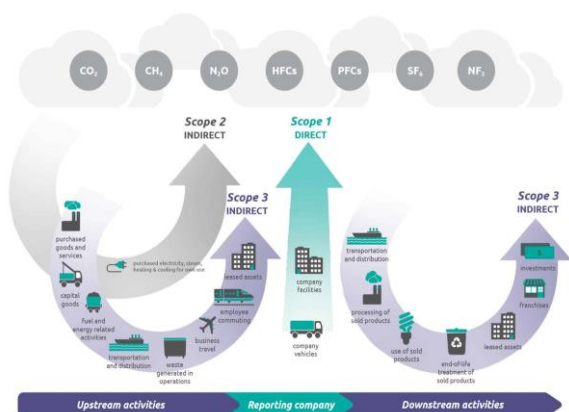 CO₂
CH₄
N₂O
HFCs
PFCs
SF₆
NF₃
Scope 2
INDIRECT
Scope 1
DIRECT
Scope 3
INDIRECT
Scope 3
INDIRECT
purchased
goods and
services
capital
goods
fuel and
energy related
activities
transportation
and distribution
waste
generated in
operations
business
travel
employee
commuting
leased assets
purchased electricity, steam,
heating & cooling for own use
company
facilities
company
vehicles
transportation
and distribution
processing of
sold products
use of sold
products
end-of-life
treatment of
sold products
leased assets
franchises
investments
$
Upstream activities
Reporting company
Downstream activities